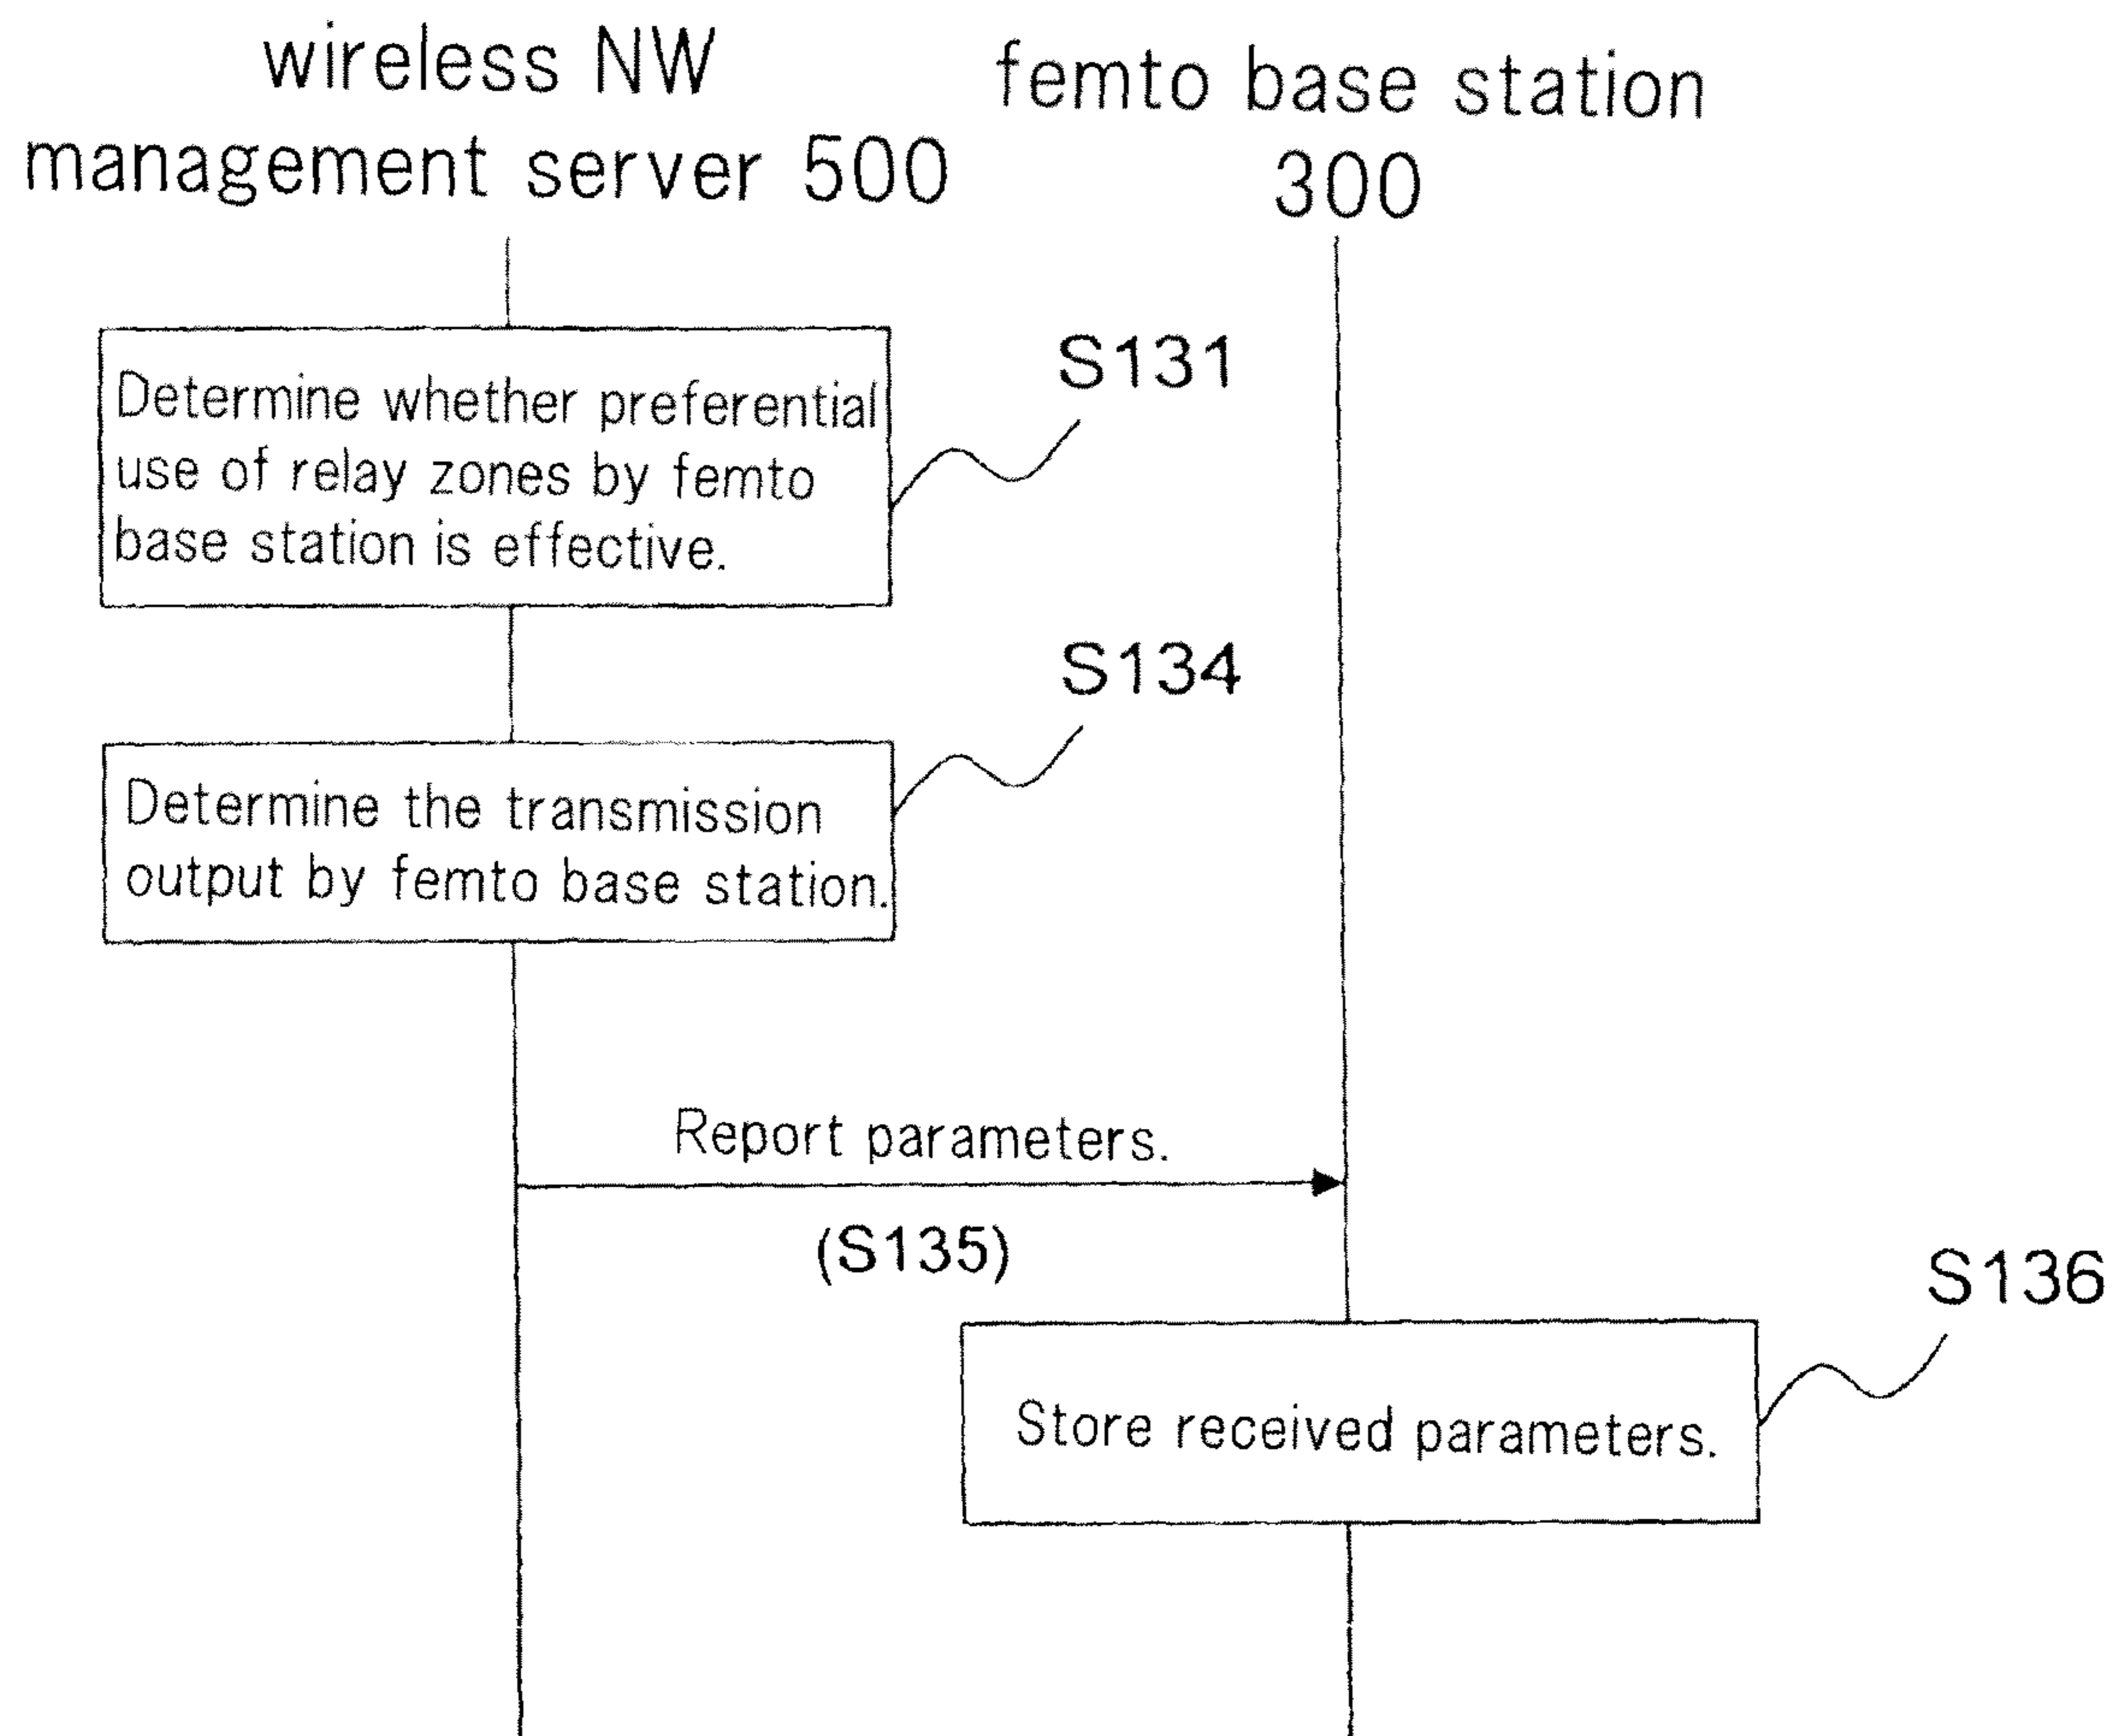 wireless NW
management server 500
femto base station
300
S131
Determine whether preferential
use of relay zones by femto
base station is effective.
S134
Determine the transmission
output by femto base station.
Report parameters.
(S135)
S136
Store received parameters.